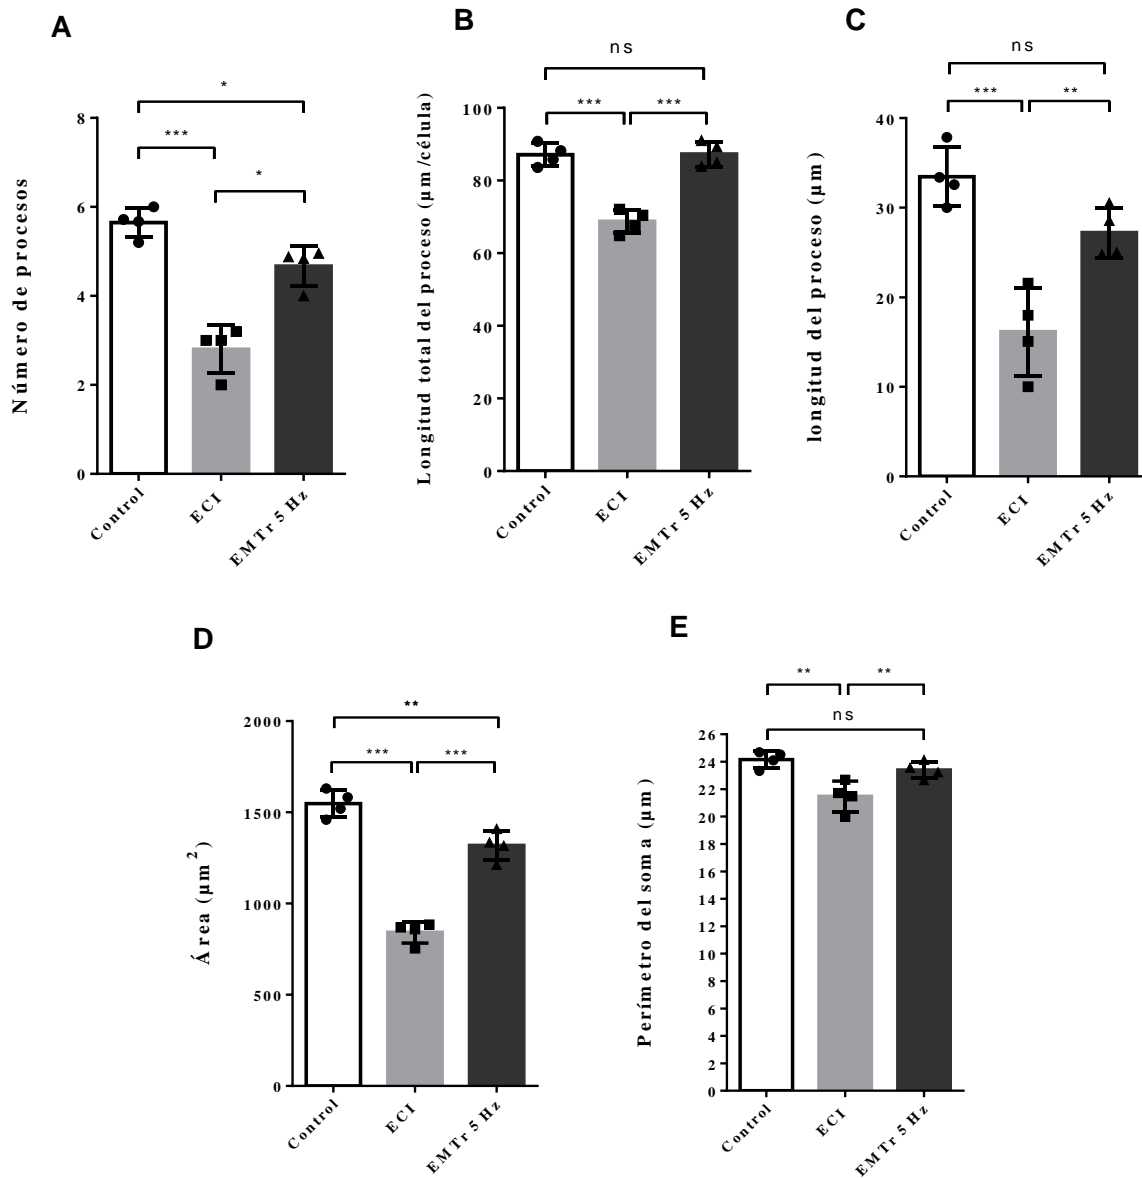 A
*
***
*
Número de procesos
8
6
4
2
0
Control
ECI
EMTr 5 Hz
B
ns
***
***
Longitud total del proceso (µm/célula)
100
80
60
40
20
0
Control
ECI
EMTr 5 Hz
C
ns
***
**
longitud del proceso (µm)
40
30
20
10
0
Control
ECI
EMTr 5 Hz
D
**
***
***
Área (µm²)
2000
1500
1000
500
0
Control
ECI
EMTr 5 Hz
E
**
**
ns
Perímetro del soma (µm)
26
24
22
20
18
16
14
12
10
8
6
4
2
0
Control
ECI
EMTr 5 Hz